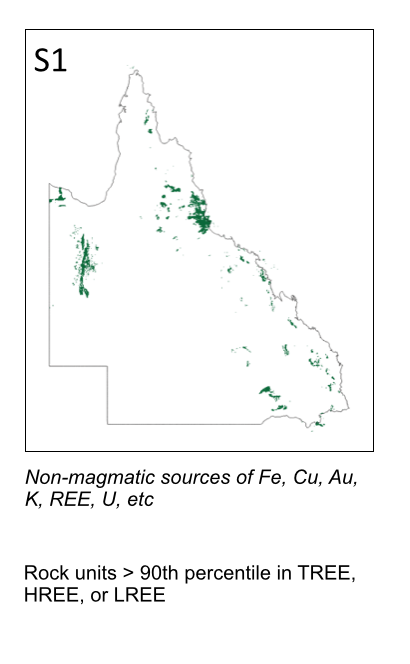 S1
Non-magmatic sources of Fe, Cu, Au,
K, REE, U, etc
Rock units > 90th percentile in TREE,
HREE, or LREE